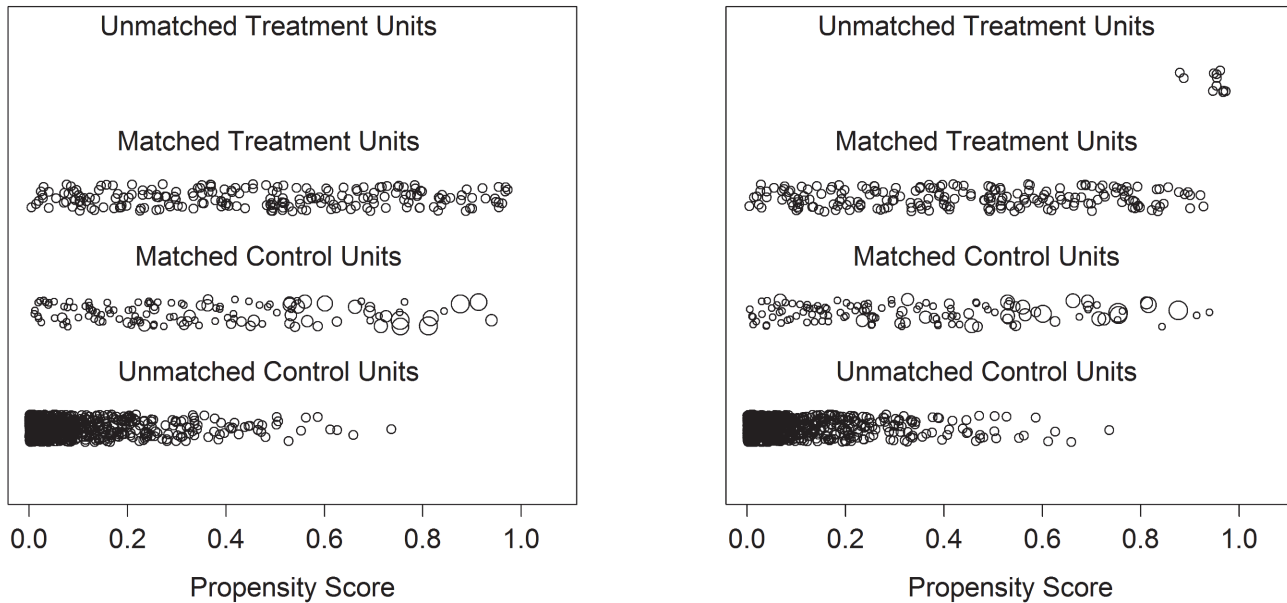 Unmatched Treatment Units
Matched Treatment Units
Matched Control Units
Unmatched Control Units
0.0 0.2 0.4 0.6 0.8 1.0
Propensity Score
Unmatched Treatment Units
Matched Treatment Units
Matched Control Units
Unmatched Control Units
0.0 0.2 0.4 0.6 0.8 1.0
Propensity Score